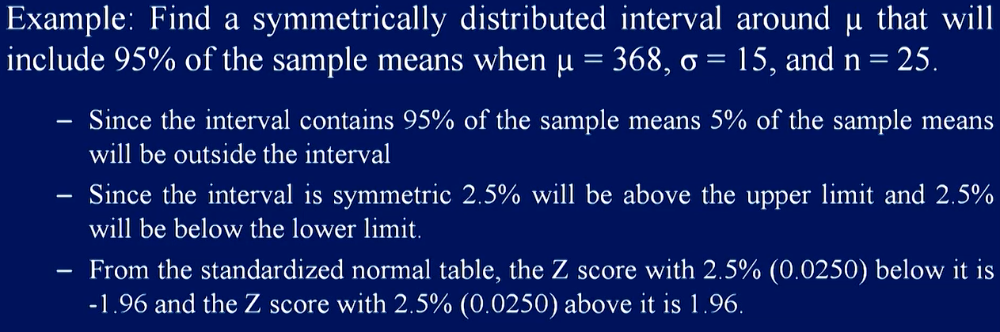 Example: Find a symmetrically distributed interval around μ that will
include 95% of the sample means when μ = 368, σ = 15, and n = 25.
– Since the interval contains 95% of the sample means 5% of the sample means
will be outside the interval
– Since the interval is symmetric 2.5% will be above the upper limit and 2.5%
will be below the lower limit.
– From the standardized normal table, the Z score with 2.5% (0.0250) below it is
-1.96 and the Z score with 2.5% (0.0250) above it is 1.96.